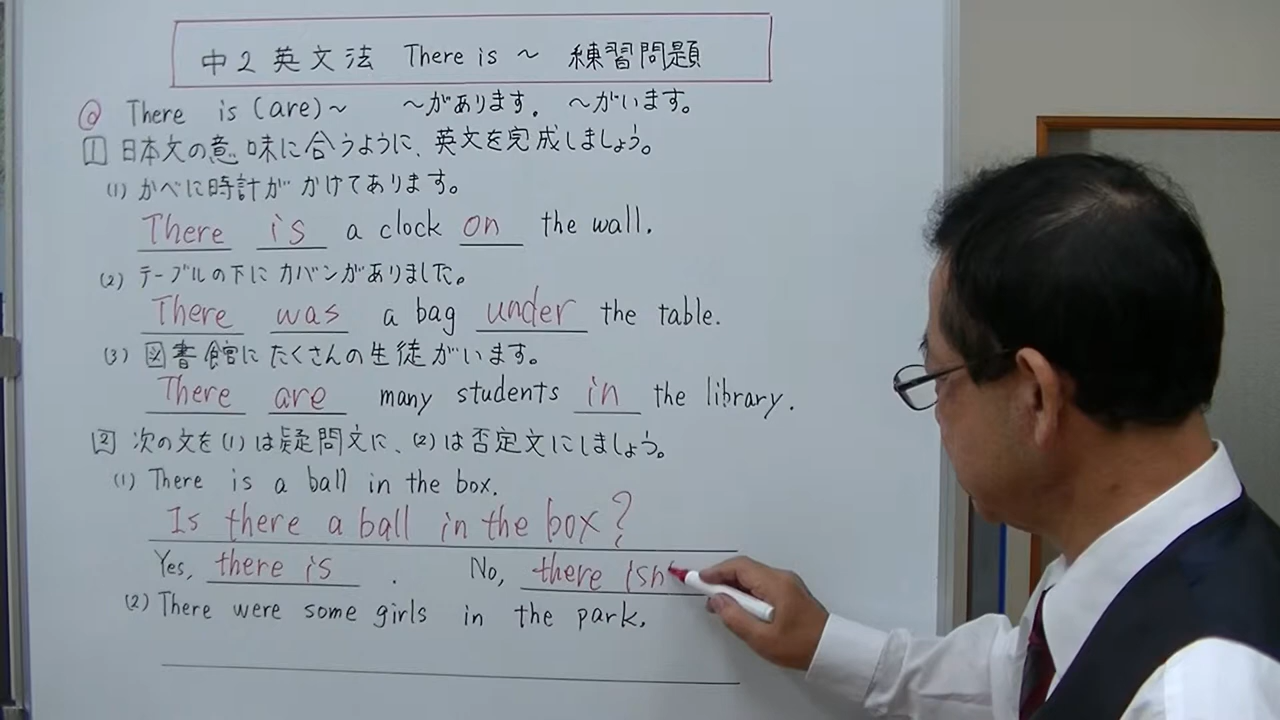 中2英文法 There is ～ 練習問題
◎ There is (are)～ ～があります. ～がいます。
1 日本文の意味に合うように、英文を完成しましょう。
(1) かべに時計がかけてあります。
There is a clock on the wall.
(2) テーブルの下にカバンがありました。
There was a bag under the table.
(3) 図書館にたくさんの生徒がいます。
There are many students in the library.
2 次の文を(1)は疑問文に、(2)は否定文にしましょう。
(1) There is a ball in the box.
Is there a ball in the box?
Yes, there is . No, there isn'
(2) There were some girls in the park.